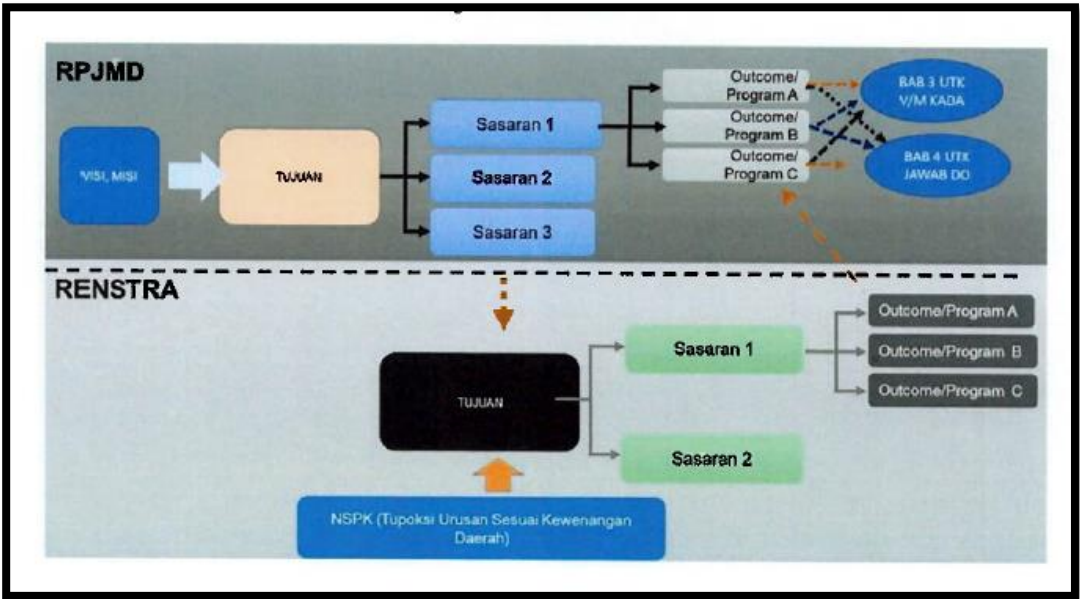 RPJMD
VISI, MISI
TUJUAN
Sasaran 1
Sasaran 2
Sasaran 3
Outcome/
Program A
Outcome/
Program B
Outcome/
Program C
BAB 3 UTK
V/M KADA
BAB 4 UTK
JAWAB DO
RENSTRA
TUJUAN
Sasaran 1
Sasaran 2
Outcome/Program A
Outcome/Program B
Outcome/Program C
NSPK (Tupoksi Urusan Sesuai Kewenangan
Daerah)